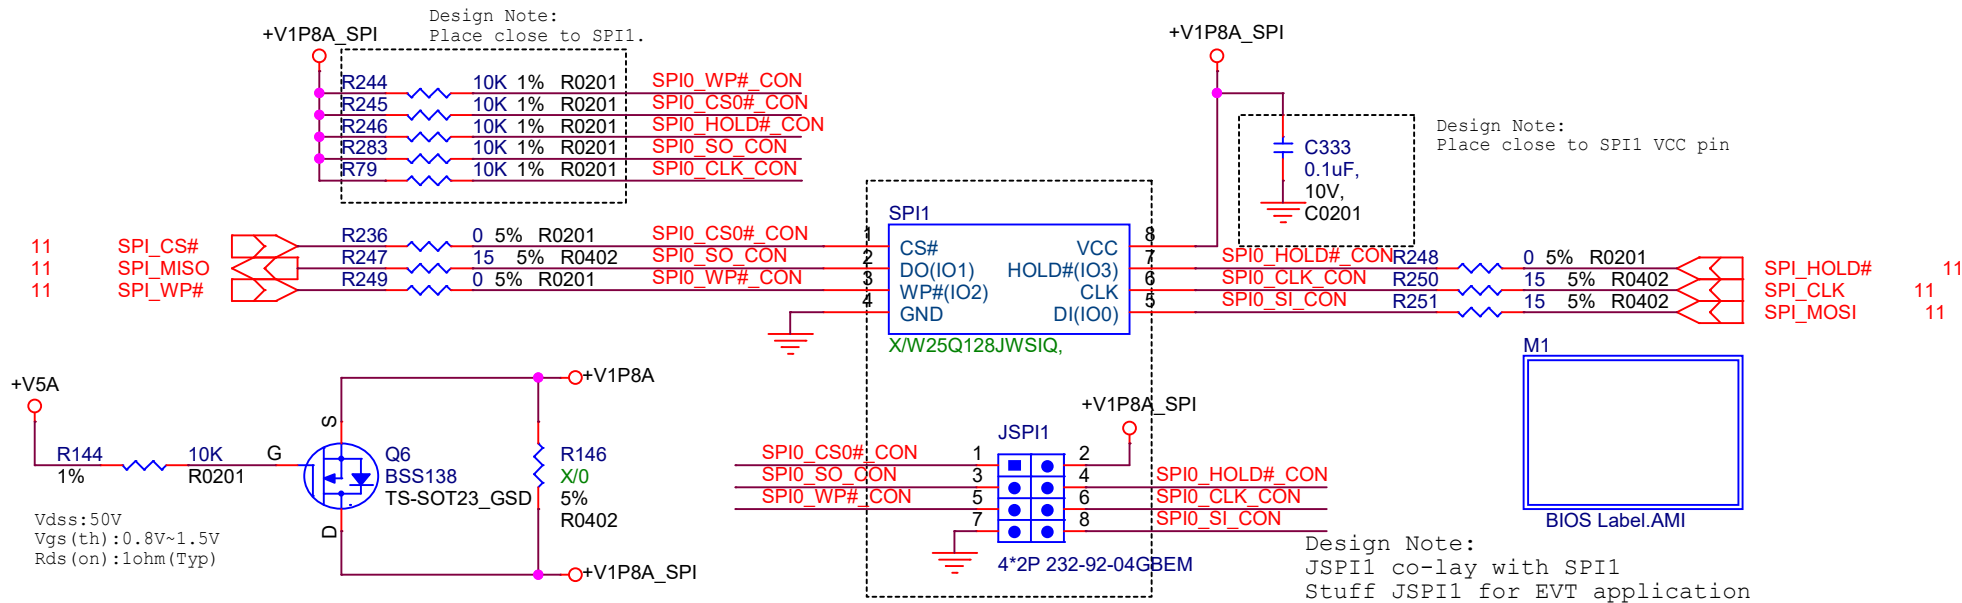 Design Note:
Place close to SPI1.
+V1P8A_SPI
R244 10K 1% R0201 SPI0_WP#_CON
R245 10K 1% R0201 SPI0_CS0#_CON
R246 10K 1% R0201 SPI0_HOLD#_CON
R283 10K 1% R0201 SPI0_SO_CON
R79 10K 1% R0201 SPI0_CLK_CON
+V1P8A_SPI
C333
0.1uF,
10V,
C0201
Design Note:
Place close to SPI1 VCC pin
11 SPI_CS# R236 0 5% R0201 SPI0_CS0#_CON
11 SPI_MISO R247 15 5% R0402 SPI0_SO_CON
11 SPI_WP# R249 0 5% R0201 SPI0_WP#_CON
SPI1
1 CS# VCC 8
2 DO(IO1) HOLD#(IO3) 7
3 WP#(IO2) CLK 6
4 GND DI(IO0) 5
X/W25Q128JWSIQ,
SPI0_HOLD#_CON R248 0 5% R0201 SPI_HOLD# 11
SPI0_CLK_CON R250 15 5% R0402 SPI_CLK 11
SPI0_SI_CON R251 15 5% R0402 SPI_MOSI 11
M1
BIOS Label.AMI
+V5A
R144 10K
1% R0201
G
S
D
Q6
BSS138
TS-SOT23_GSD
+V1P8A
R146
X/0
5%
R0402
+V1P8A_SPI
Vdss:50V
Vgs(th):0.8V~1.5V
Rds(on):1ohm(Typ)
+V1P8A_SPI
JSPI1
SPI0_CS0#_CON 1 2
SPI0_SO_CON 3 4 SPI0_HOLD#_CON
SPI0_WP#_CON 5 6 SPI0_CLK_CON
7 8 SPI0_SI_CON
4*2P 232-92-04GBEM
Design Note:
JSPI1 co-lay with SPI1
Stuff JSPI1 for EVT application